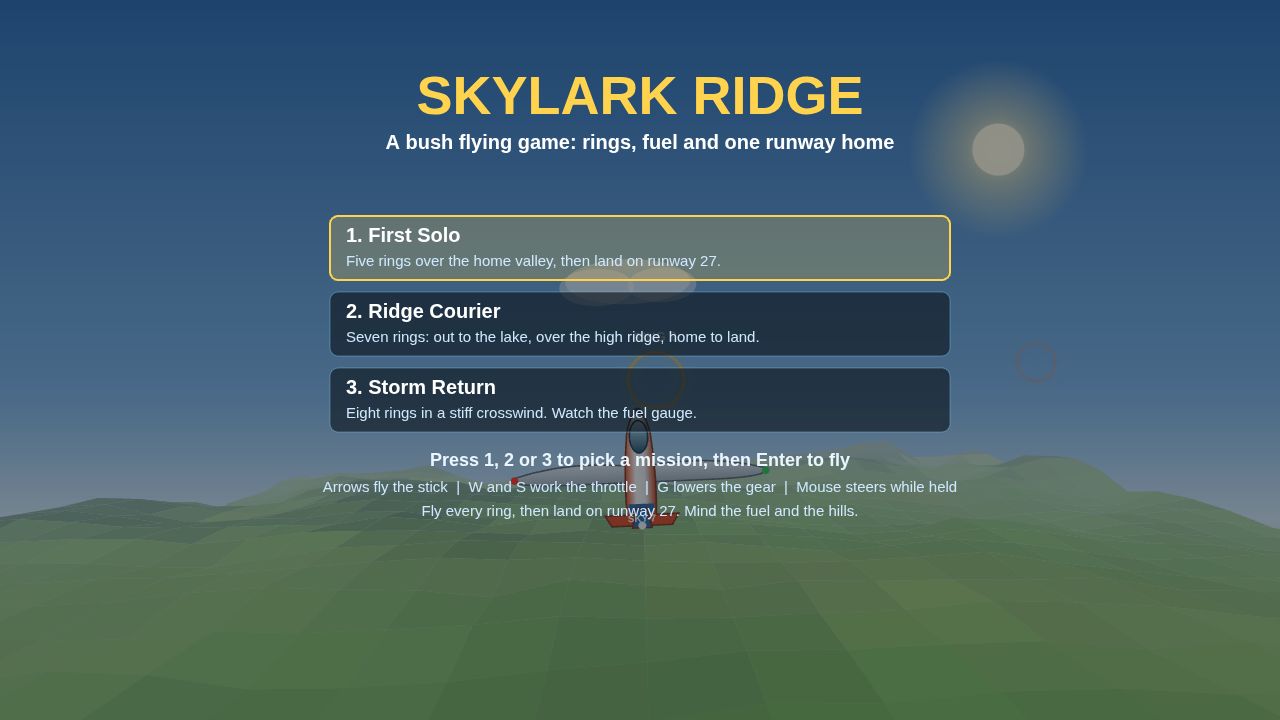 SKYLARK RIDGE
A bush flying game: rings, fuel and one runway home
1. First Solo
Five rings over the home valley, then land on runway 27.
2. Ridge Courier
Seven rings: out to the lake, over the high ridge, home to land.
3. Storm Return
Eight rings in a stiff crosswind. Watch the fuel gauge.
Press 1, 2 or 3 to pick a mission, then Enter to fly
Arrows fly the stick | W and S work the throttle | G lowers the gear | Mouse steers while held
Fly every ring, then land on runway 27. Mind the fuel and the hills.